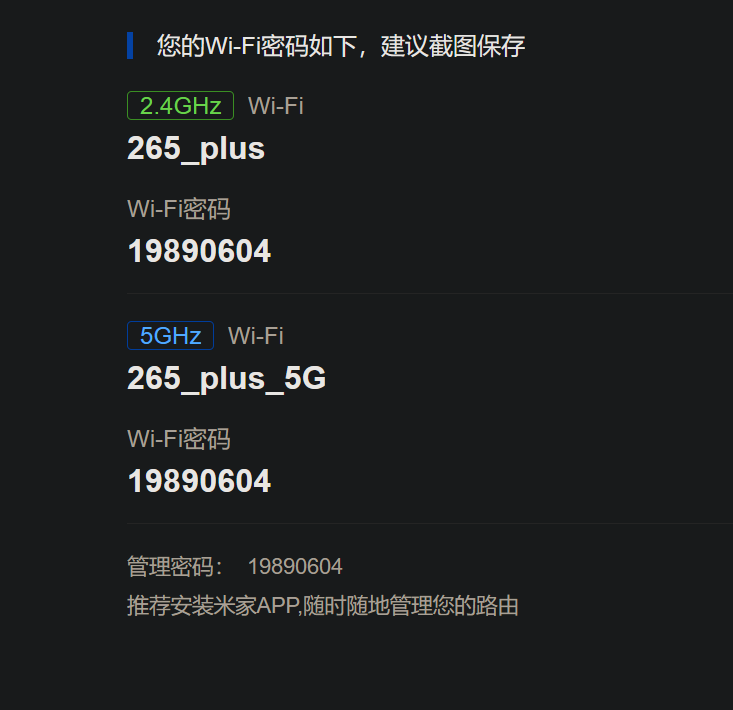 您的Wi-Fi密码如下，建议截图保存
2.4GHz Wi-Fi
265_plus
Wi-Fi密码
19890604
5GHz Wi-Fi
265_plus_5G
Wi-Fi密码
19890604
管理密码： 19890604
推荐安装米家APP,随时随地管理您的路由